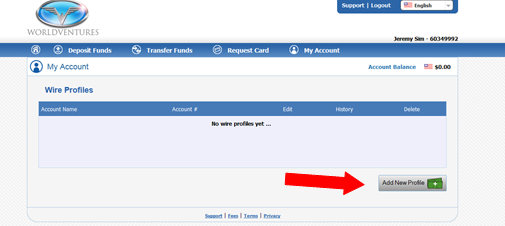 WORLDVENTURES
Support | Logout
English
Jeremy Sim - 60349992
Deposit Funds
Transfer Funds
Request Card
My Account
My Account
Account Balance $0.00
Wire Profiles
Account Name Account # Edit History Delete
No wire profiles yet ...
Add New Profile
Support | Fees | Terms | Privacy